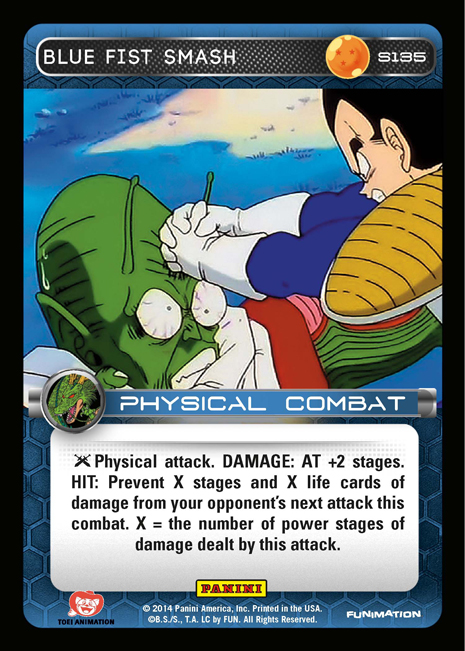 BLUE FIST SMASH
S135
PHYSICAL COMBAT
Physical attack. DAMAGE: AT +2 stages.
HIT: Prevent X stages and X life cards of
damage from your opponent's next attack this
combat. X = the number of power stages of
damage dealt by this attack.
PANINI
TOEI ANIMATION
© 2014 Panini America, Inc. Printed in the USA.
©B.S./S., T.A. LC by FUN. All Rights Reserved.
FUNIMATION